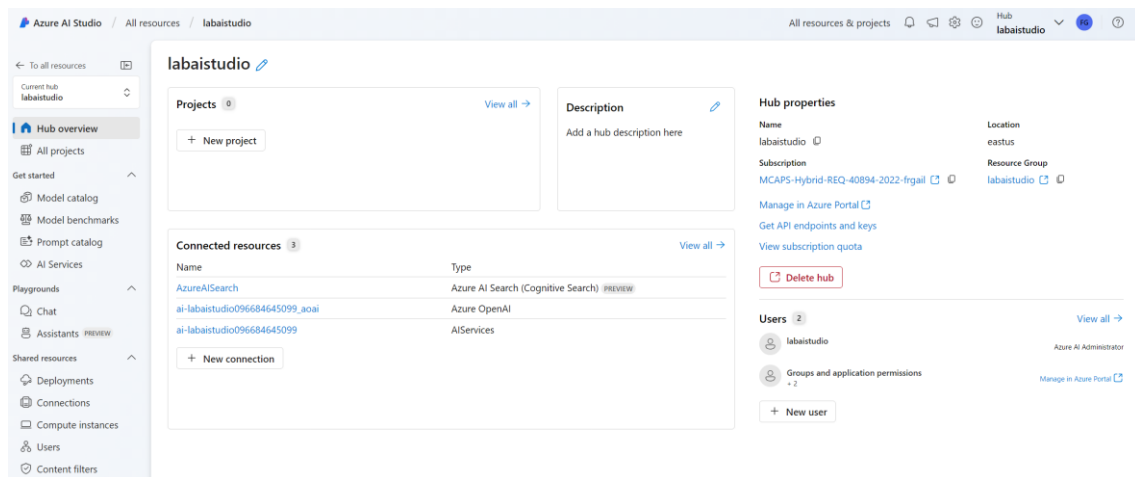 Azure AI Studio / All resources / labaistudio
All resources & projects
Hub
labaistudio
FG
To all resources
Current hub
labaistudio
Hub overview
All projects
Get started
Model catalog
Model benchmarks
Prompt catalog
AI Services
Playgrounds
Chat
Assistants PREVIEW
Shared resources
Deployments
Connections
Compute instances
Users
Content filters
labaistudio
Projects 0
View all
+ New project
Description
Add a hub description here
Connected resources 3
View all
Name Type
AzureAISearch Azure AI Search (Cognitive Search) PREVIEW
ai-labaistudio096684645099_aoai Azure OpenAI
ai-labaistudio096684645099 AIServices
+ New connection
Hub properties
Name Location
labaistudio eastus
Subscription Resource Group
MCAPS-Hybrid-REQ-40894-2022-frgail labaistudio
Manage in Azure Portal
Get API endpoints and keys
View subscription quota
Delete hub
Users 2
View all
labaistudio
Azure AI Administrator
Groups and application permissions
+ 2
Manage in Azure Portal
+ New user